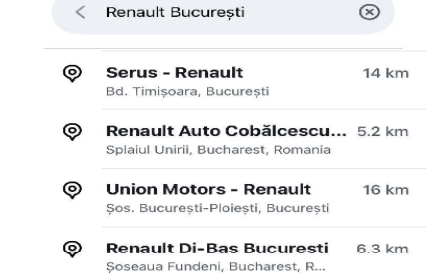 Renault București
Serus - Renault 14 km
Bd. Timișoara, București
Renault Auto Cobălcescu... 5.2 km
Splaiul Unirii, Bucharest, Romania
Union Motors - Renault 16 km
Șos. București-Ploiești, București
Renault Di-Bas Bucuresti 6.3 km
Șoseaua Fundeni, Bucharest, R...